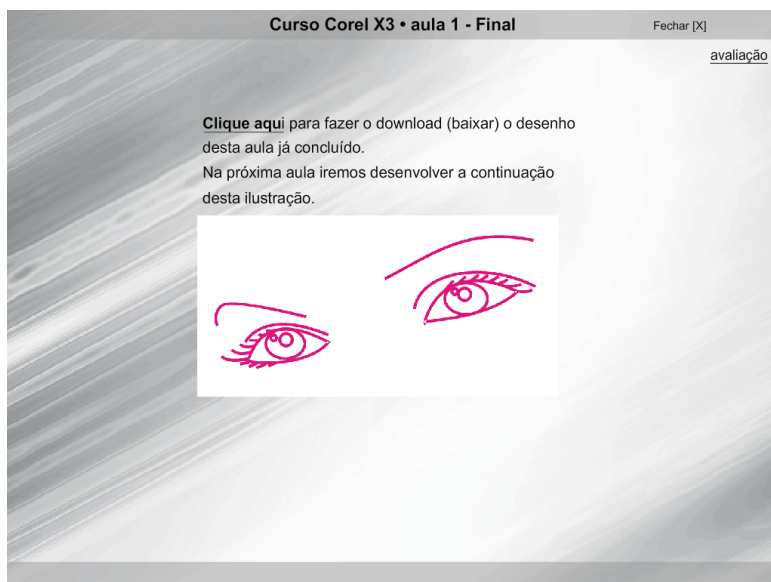 Curso Corel X3 • aula 1 - Final
Fechar [X]
avaliação
Clique aqui para fazer o download (baixar) o desenho
desta aula já concluído.
Na próxima aula iremos desenvolver a continuação
desta ilustração.